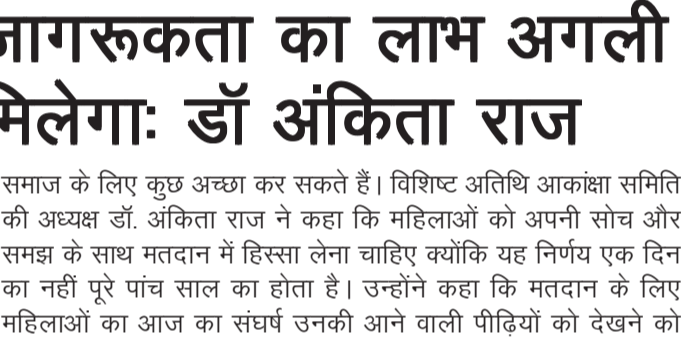 जागरूकता का लाभ अगली
मिलेगाः डॉ अंकिता राज
समाज के लिए कुछ अच्छा कर सकते हैं। विशिष्ट अतिथि आकांक्षा समिति
की अध्यक्ष डॉ. अंकिता राज ने कहा कि महिलाओं को अपनी सोच और
समझ के साथ मतदान में हिस्सा लेना चाहिए क्योंकि यह निर्णय एक दिन
का नहीं पूरे पांच साल का होता है। उन्होंने कहा कि मतदान के लिए
महिलाओं का आज का संघर्ष उनकी आने वाली पीढ़ियों को देखने को